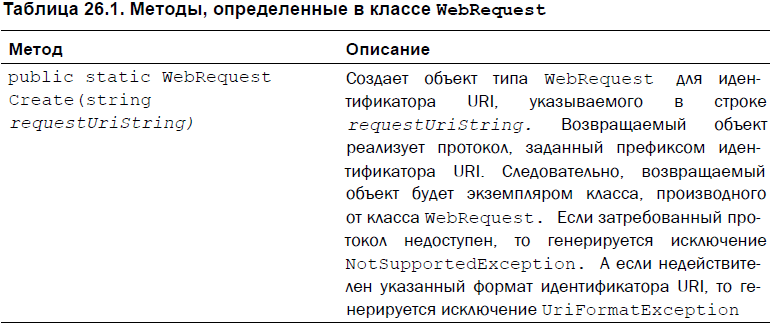 Таблица 26.1. Методы, определенные в классе WebRequest
Метод
Описание
public static WebRequest
Create(string
requestUriString)
Создает объект типа WebRequest для иден-
тификатора URI, указываемого в строке
requestUriString. Возвращаемый объект
реализует протокол, заданный префиксом иден-
тификатора URI. Следовательно, возвращаемый
объект будет экземпляром класса, производного
от класса WebRequest. Если затребованный про-
токол недоступен, то генерируется исключение
NotSupportedException. А если недействите-
лен указанный формат идентификатора URI, то ге-
нерируется исключение UriFormatException